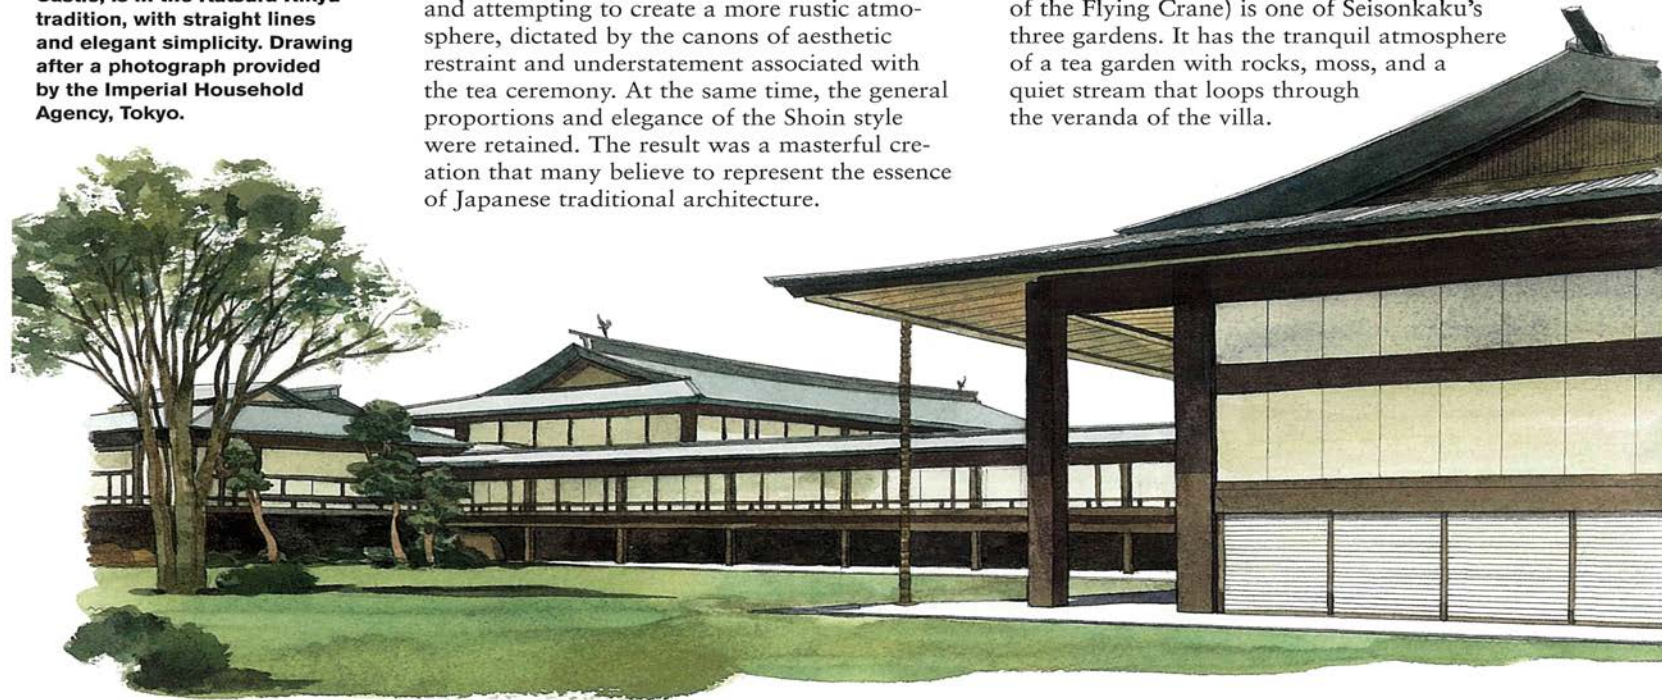 tradition, with straight lines
and elegant simplicity. Drawing
after a photograph provided
by the Imperial Household
Agency, Tokyo.
and attempting to create a more rustic atmo-
sphere, dictated by the canons of aesthetic
restraint and understatement associated with
the tea ceremony. At the same time, the general
proportions and elegance of the Shoin style
were retained. The result was a masterful cre-
ation that many believe to represent the essence
of Japanese traditional architecture.
of the Flying Crane) is one of Seisonkaku's
three gardens. It has the tranquil atmosphere
of a tea garden with rocks, moss, and a
quiet stream that loops through
the veranda of the villa.